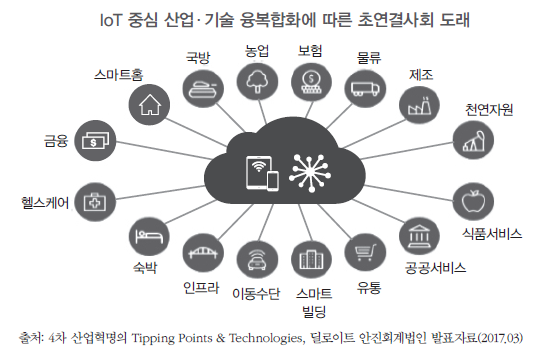 IoT 중심 산업·기술 융복합화에 따른 초연결사회 도래
농업
보험
국방
물류
스마트홈
제조
천연자원
금융
$
$
헬스케어
식품서비스
숙박
공공서비스
인프라
이동수단
스마트
빌딩
유통
출처: 4차 산업혁명의 Tipping Points & Technologies, 딜로이트 안진회계법인 발표자료(2017.03)